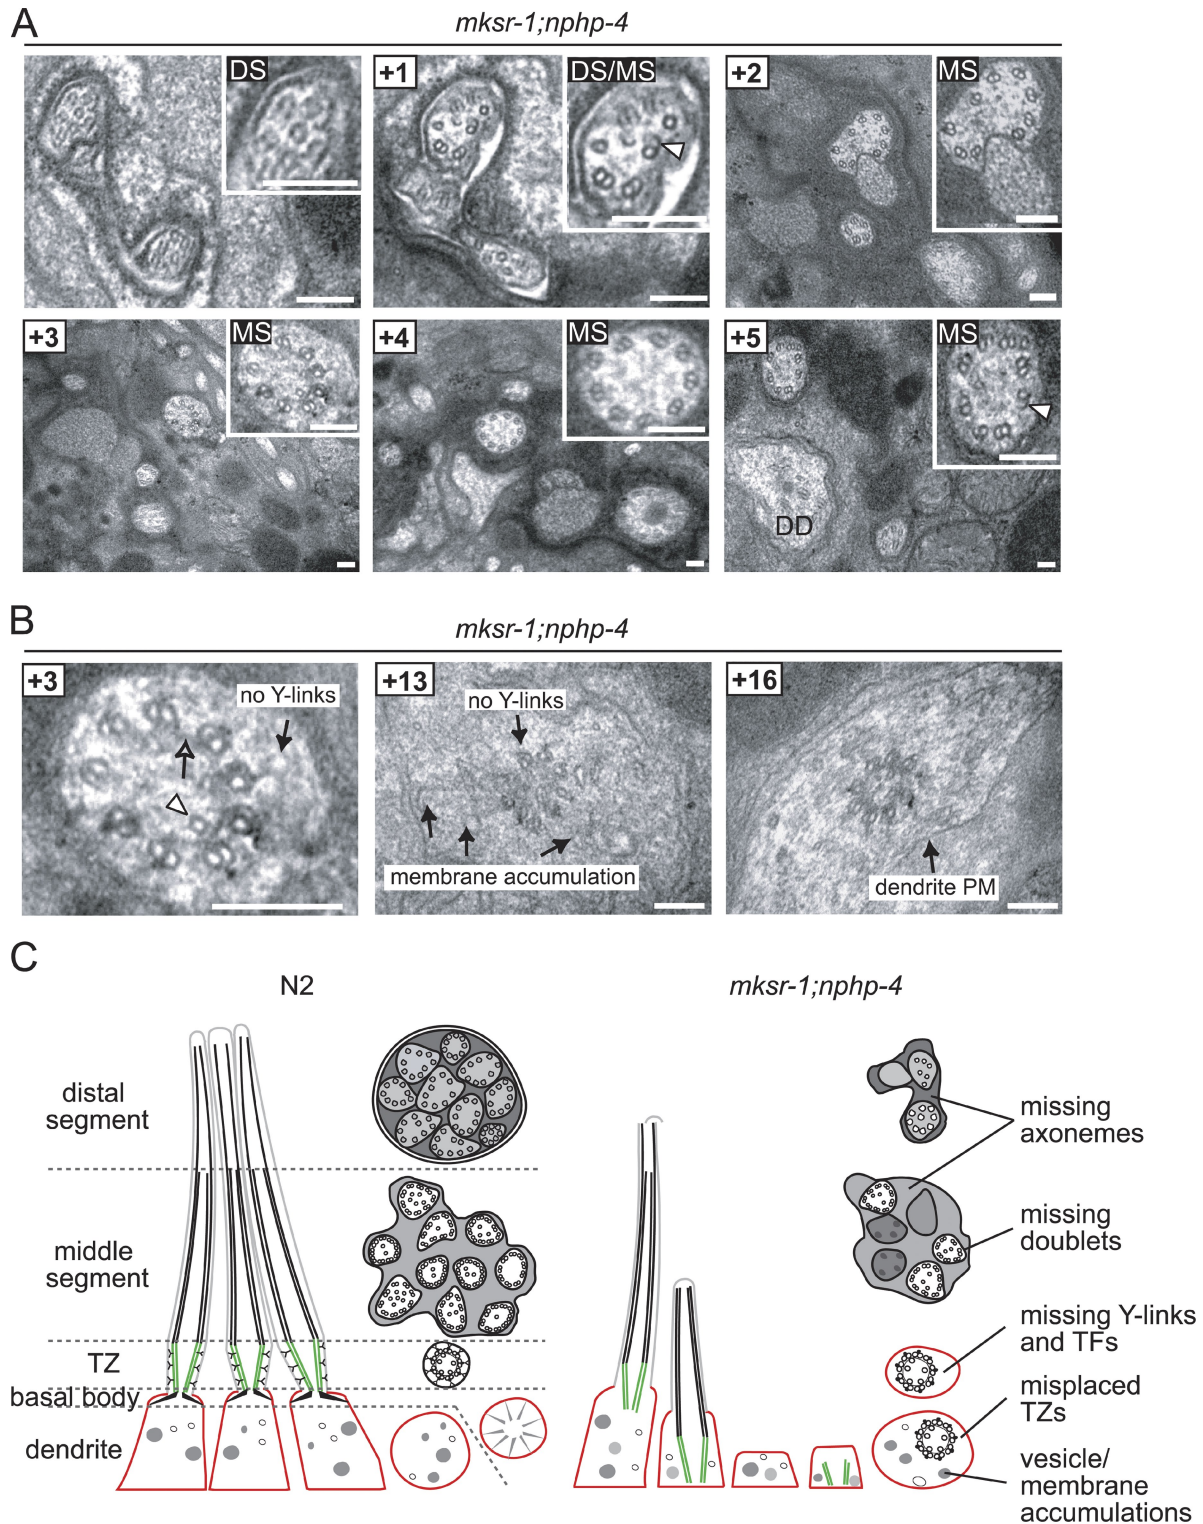 A
mksr-1;nphp-4
DS
+1
DS/MS
+2
MS
+3
MS
+4
MS
+5
MS
DD
B
mksr-1;nphp-4
+3
no Y-links
+13
no Y-links
membrane accumulation
+16
dendrite PM
C
N2
mksr-1;nphp-4
distal
segment
middle
segment
TZ
basal body
dendrite
missing
axonemes
missing
doublets
missing Y-links
and TFs
misplaced
TZs
vesicle/
membrane
accumulations